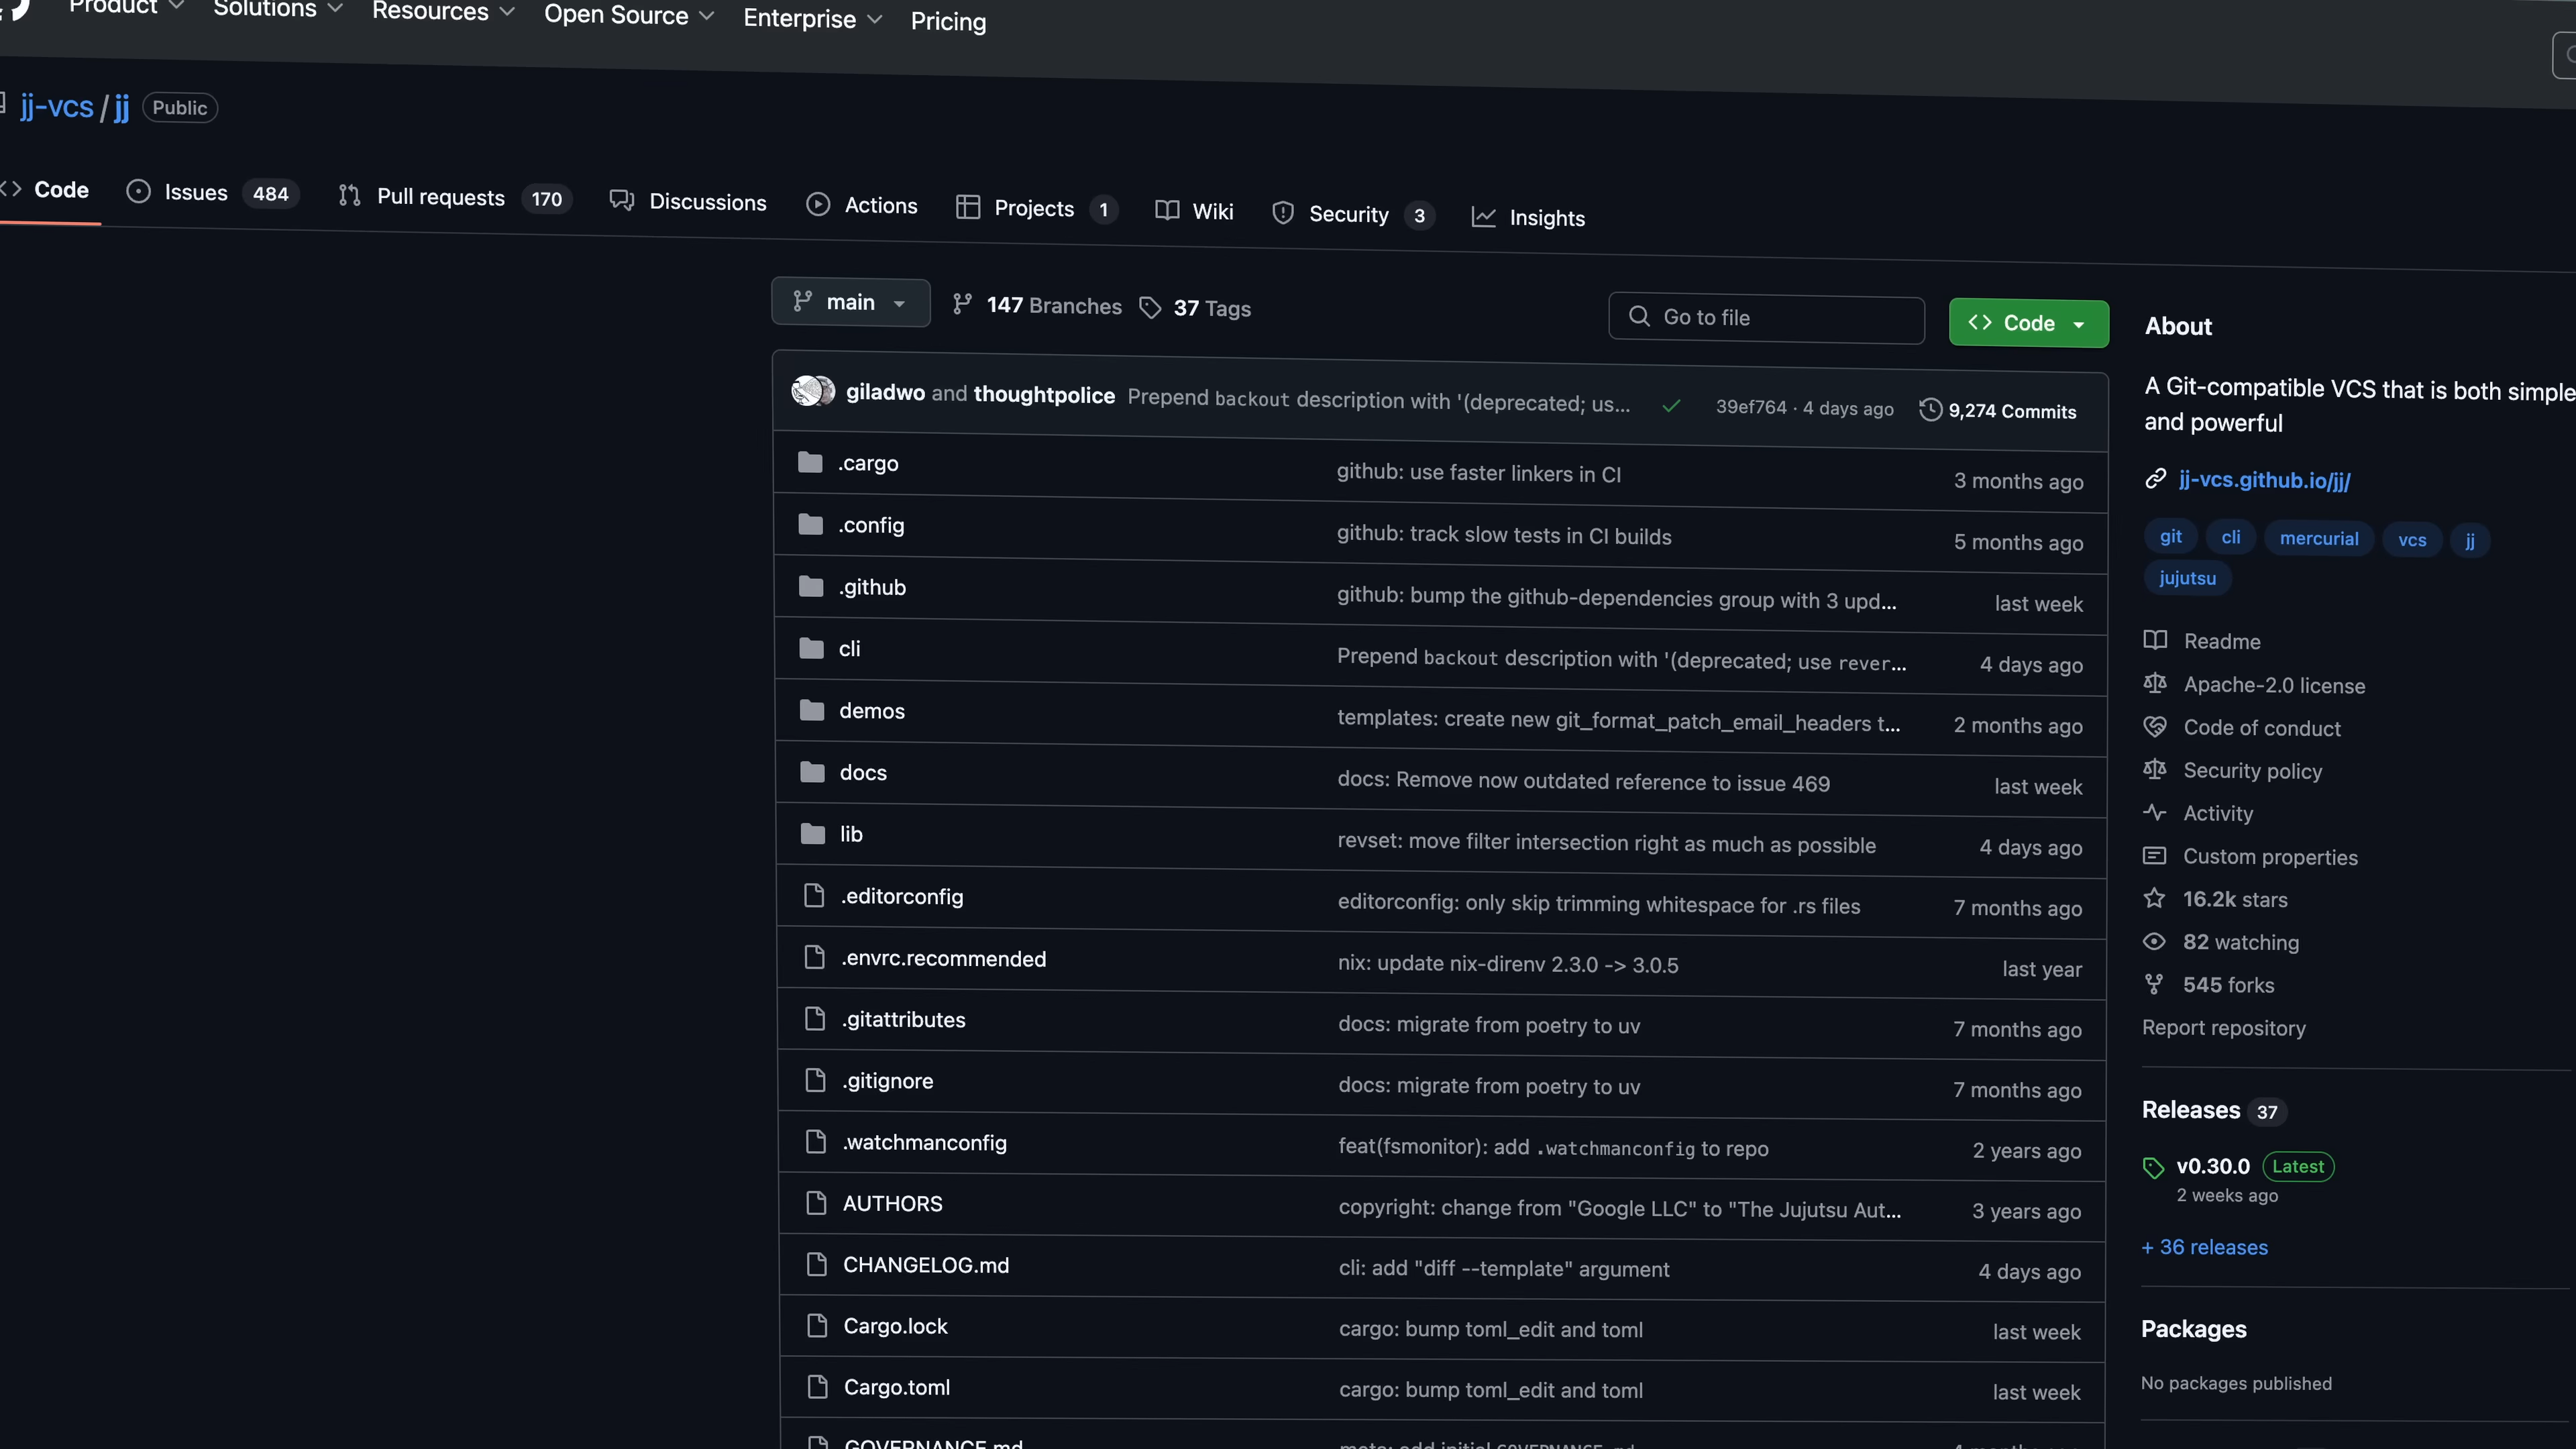 Product Solutions Resources Open Source Enterprise Pricing
jj-vcs / jj Public
Code Issues 484 Pull requests 170 Discussions Actions Projects 1 Wiki Security 3 Insights
main 147 Branches 37 Tags Go to file Code
giladwo and thoughtpolice Prepend backout description with '(deprecated; us... 39ef764 · 4 days ago 9,274 Commits
.cargo github: use faster linkers in CI 3 months ago
.config github: track slow tests in CI builds 5 months ago
.github github: bump the github-dependencies group with 3 upd... last week
cli Prepend backout description with '(deprecated; use rever... 4 days ago
demos templates: create new git_format_patch_email_headers t... 2 months ago
docs docs: Remove now outdated reference to issue 469 last week
lib revset: move filter intersection right as much as possible 4 days ago
.editorconfig editorconfig: only skip trimming whitespace for .rs files 7 months ago
.envrc.recommended nix: update nix-direnv 2.3.0 -> 3.0.5 last year
.gitattributes docs: migrate from poetry to uv 7 months ago
.gitignore docs: migrate from poetry to uv 7 months ago
.watchmanconfig feat(fsmonitor): add .watchmanconfig to repo 2 years ago
AUTHORS copyright: change from "Google LLC" to "The Jujutsu Aut... 3 years ago
CHANGELOG.md cli: add "diff --template" argument 4 days ago
Cargo.lock cargo: bump toml_edit and toml last week
Cargo.toml cargo: bump toml_edit and toml last week
GOVERNANCE.md
About
A Git-compatible VCS that is both simple
and powerful
jj-vcs.github.io/jj/
git cli mercurial vcs jj
jujutsu
Readme
Apache-2.0 license
Code of conduct
Security policy
Activity
Custom properties
16.2k stars
82 watching
545 forks
Report repository
Releases 37
v0.30.0 Latest
2 weeks ago
+ 36 releases
Packages
No packages published